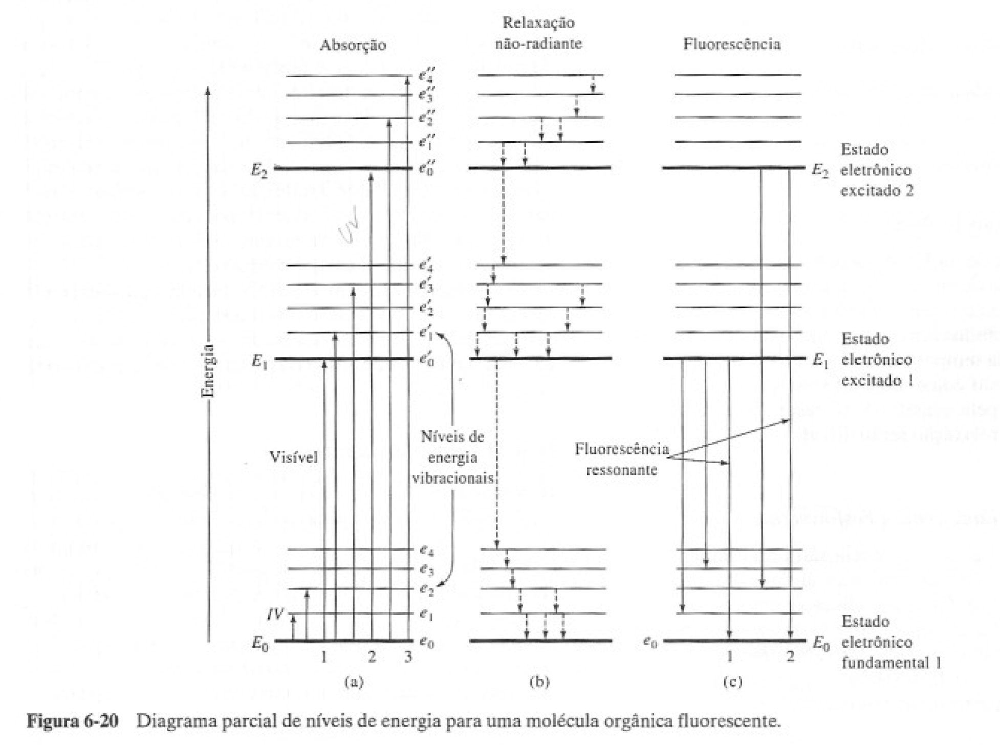 Absorção
Relaxação
não-radiante
Fluorescência
Energia
e″₄
e″₃
e″₂
e″₁
E₂
e″₀
E₂
Estado
eletrônico
excitado 2
UV
e′₄
e′₃
e′₂
e′₁
E₁
e′₀
E₁
Estado
eletrônico
excitado 1
Visível
Níveis de
energia
vibracionais
Fluorescência
ressonante
e₄
e₃
e₂
IV
e₁
E₀
e₀
e₀
E₀
Estado
eletrônico
fundamental 1
1 2 3
1 2
(a) (b) (c)
Figura 6-20 Diagrama parcial de níveis de energia para uma molécula orgânica fluorescente.